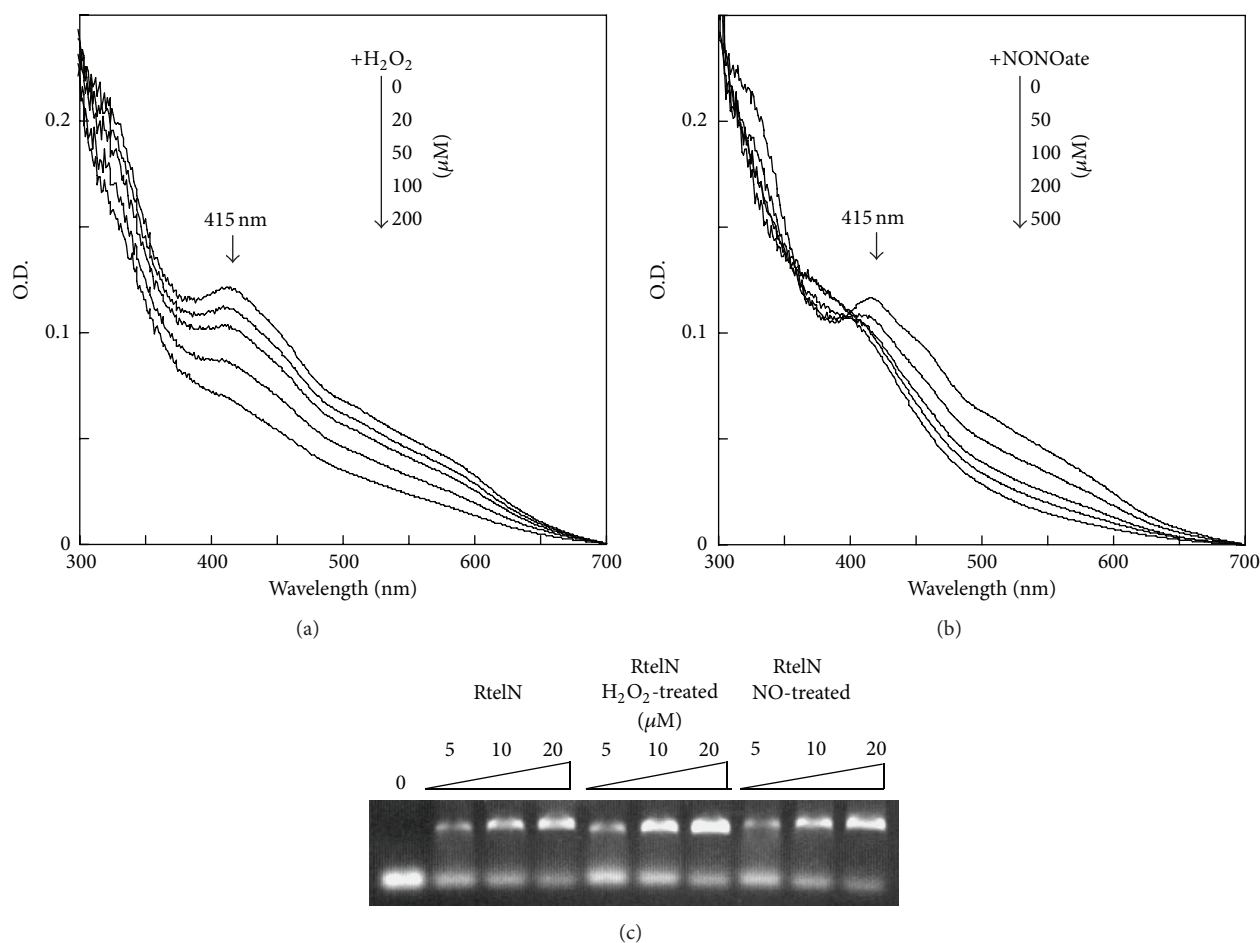 +H₂O₂
0
20
50
100
200
(μM)
415 nm
0.2
0.1
0
O.D.
300
400
500
600
700
Wavelength (nm)
(a)
+NONOate
0
50
100
200
500
(μM)
415 nm
0.2
0.1
0
O.D.
300
400
500
600
700
Wavelength (nm)
(b)
RtelN
RtelN
H₂O₂-treated
(μM)
RtelN
NO-treated
0
5 10 20
5 10 20
5 10 20
(c)